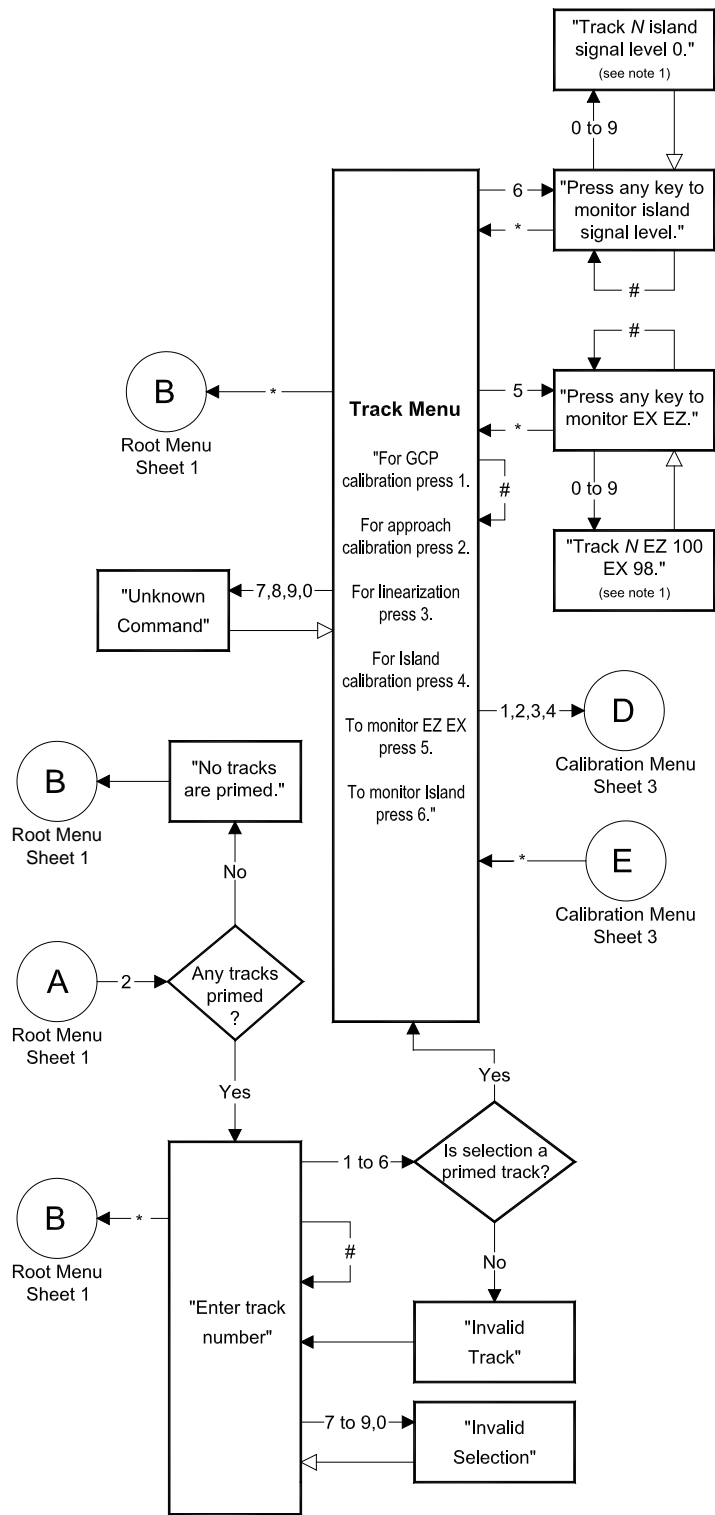 "Track N island
signal level 0."
(see note 1)
0 to 9
6
"Press any key to
monitor island
signal level."
*
#
#
B
*
Root Menu
Sheet 1
Track Menu
5
"Press any key to
monitor EX EZ."
*
"For GCP
calibration press 1.
#
0 to 9
For approach
calibration press 2.
"Track N EZ 100
EX 98."
(see note 1)
"Unknown
Command"
7,8,9,0
For linearization
press 3.
For Island
calibration press 4.
1,2,3,4
D
Calibration Menu
Sheet 3
To monitor EZ EX
press 5.
B
Root Menu
Sheet 1
"No tracks
are primed."
To monitor Island
press 6."
No
*
E
Calibration Menu
Sheet 3
A
2
Root Menu
Sheet 1
Any tracks
primed
?
Yes
Yes
1 to 6
Is selection a
primed track?
B
*
Root Menu
Sheet 1
#
No
"Enter track
number"
"Invalid
Track"
7 to 9,0
"Invalid
Selection"